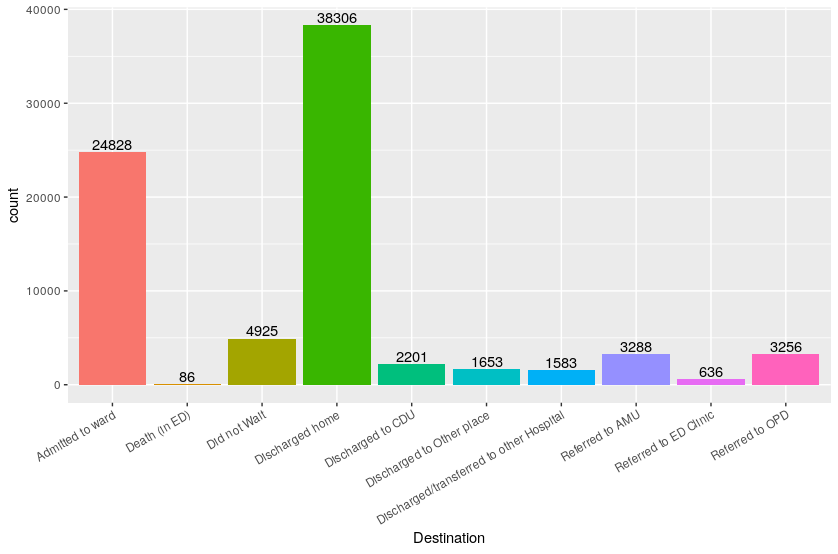 40000
30000
20000
10000
0
count
24828
86
4925
38306
2201
1653
1583
3288
636
3256
Admitted to ward
Death (in ED)
Did not Wait
Discharged home
Discharged to CDU
Discharged to Other place
Discharged/transferred to other Hospital
Referred to AMU
Referred to ED Clinic
Referred to OPD
Destination